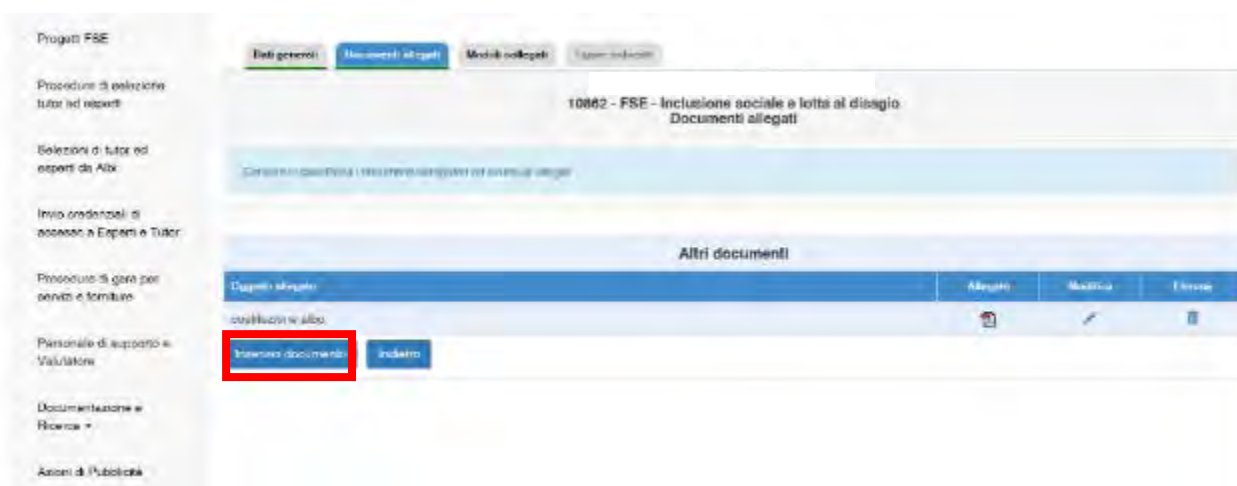 Progetti FSE
Procedure di selezione
tutor ed esperti
Selezioni di tutor ed
esperti da Albi
Invio credenziali di
accesso a Esperti e Tutor
Procedure di gara per
servizi e forniture
Personale di supporto e
Valutatore
Documentazione e
Ricerca
Azioni di Pubblicità
Dati generali Documenti allegati Moduli collegati
10862 - FSE - Inclusione sociale e lotta al disagio
Documenti allegati
Altri documenti
Oggetto allegato Allegato Modifica Elimina
costituzione albo
Inserisci documento Indietro